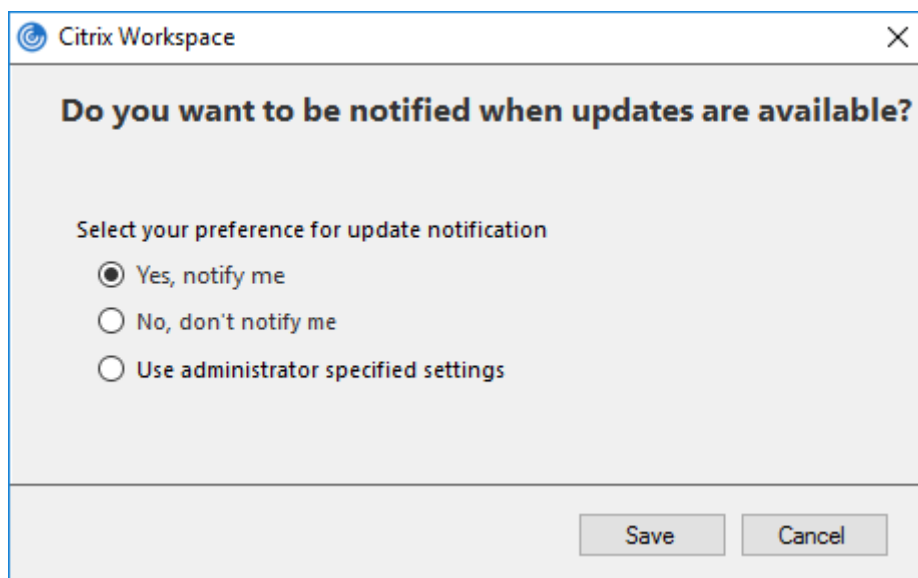 Citrix Workspace
Do you want to be notified when updates are available?
Select your preference for update notification
Yes, notify me
No, don't notify me
Use administrator specified settings
Save Cancel